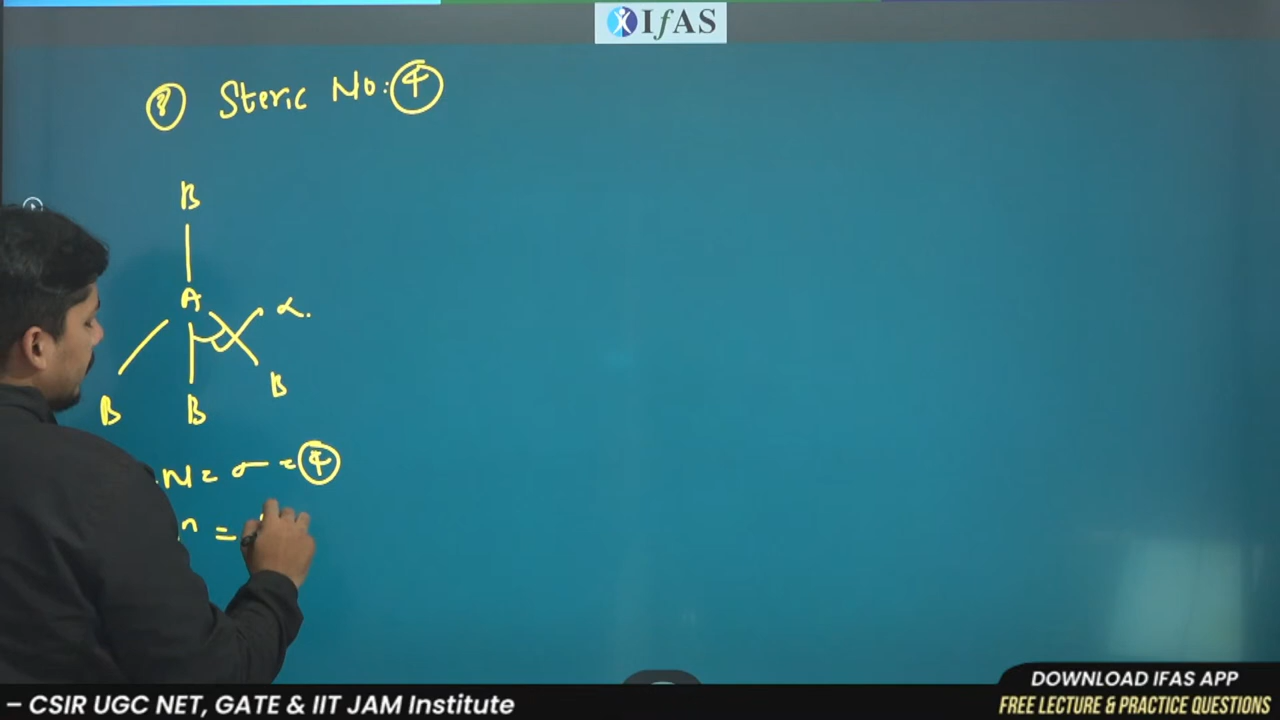 IfAS
? Steric No: 4
B
A
α.
B
B
B
.N = σ = 4
n =
DOWNLOAD IFAS APP
FREE LECTURE & PRACTICE QUESTIONS
– CSIR UGC NET, GATE & IIT JAM Institute